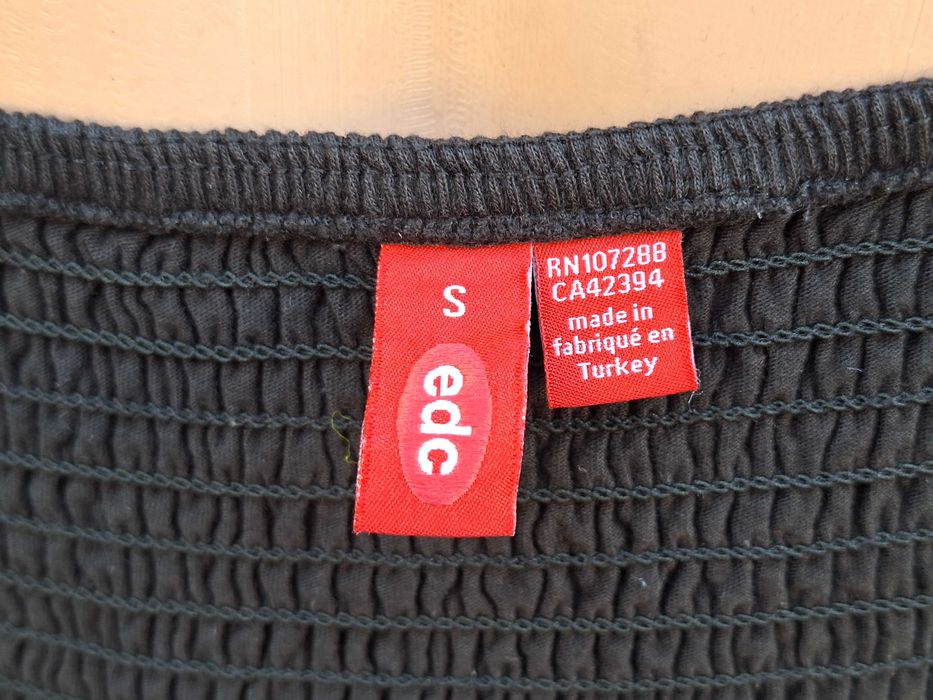 S
edc
RN107288
CA42394
made in
fabriqué en
Turkey